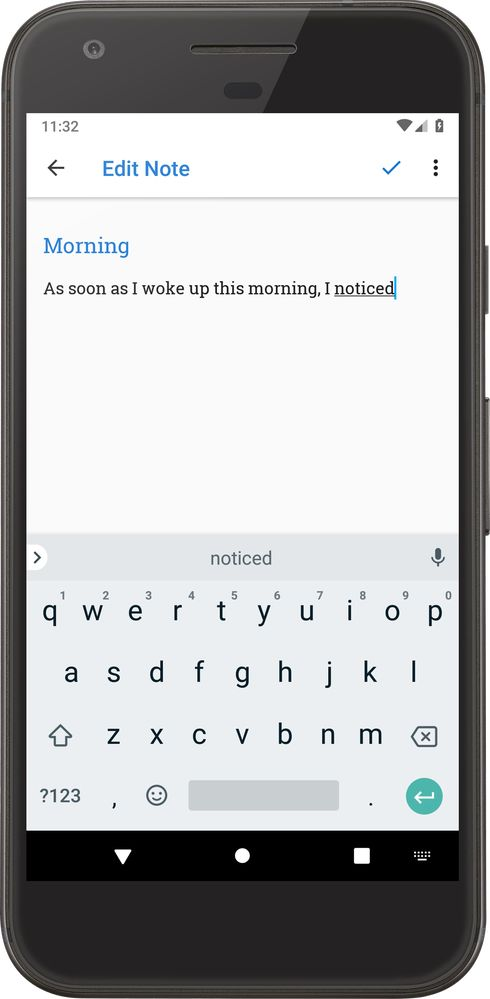 11:32
Edit Note
Morning
As soon as I woke up this morning, I noticed
noticed
1 2 3 4 5 6 7 8 9 0
q w e r t y u i o p
a s d f g h j k l
z x c v b n m
?123 , .